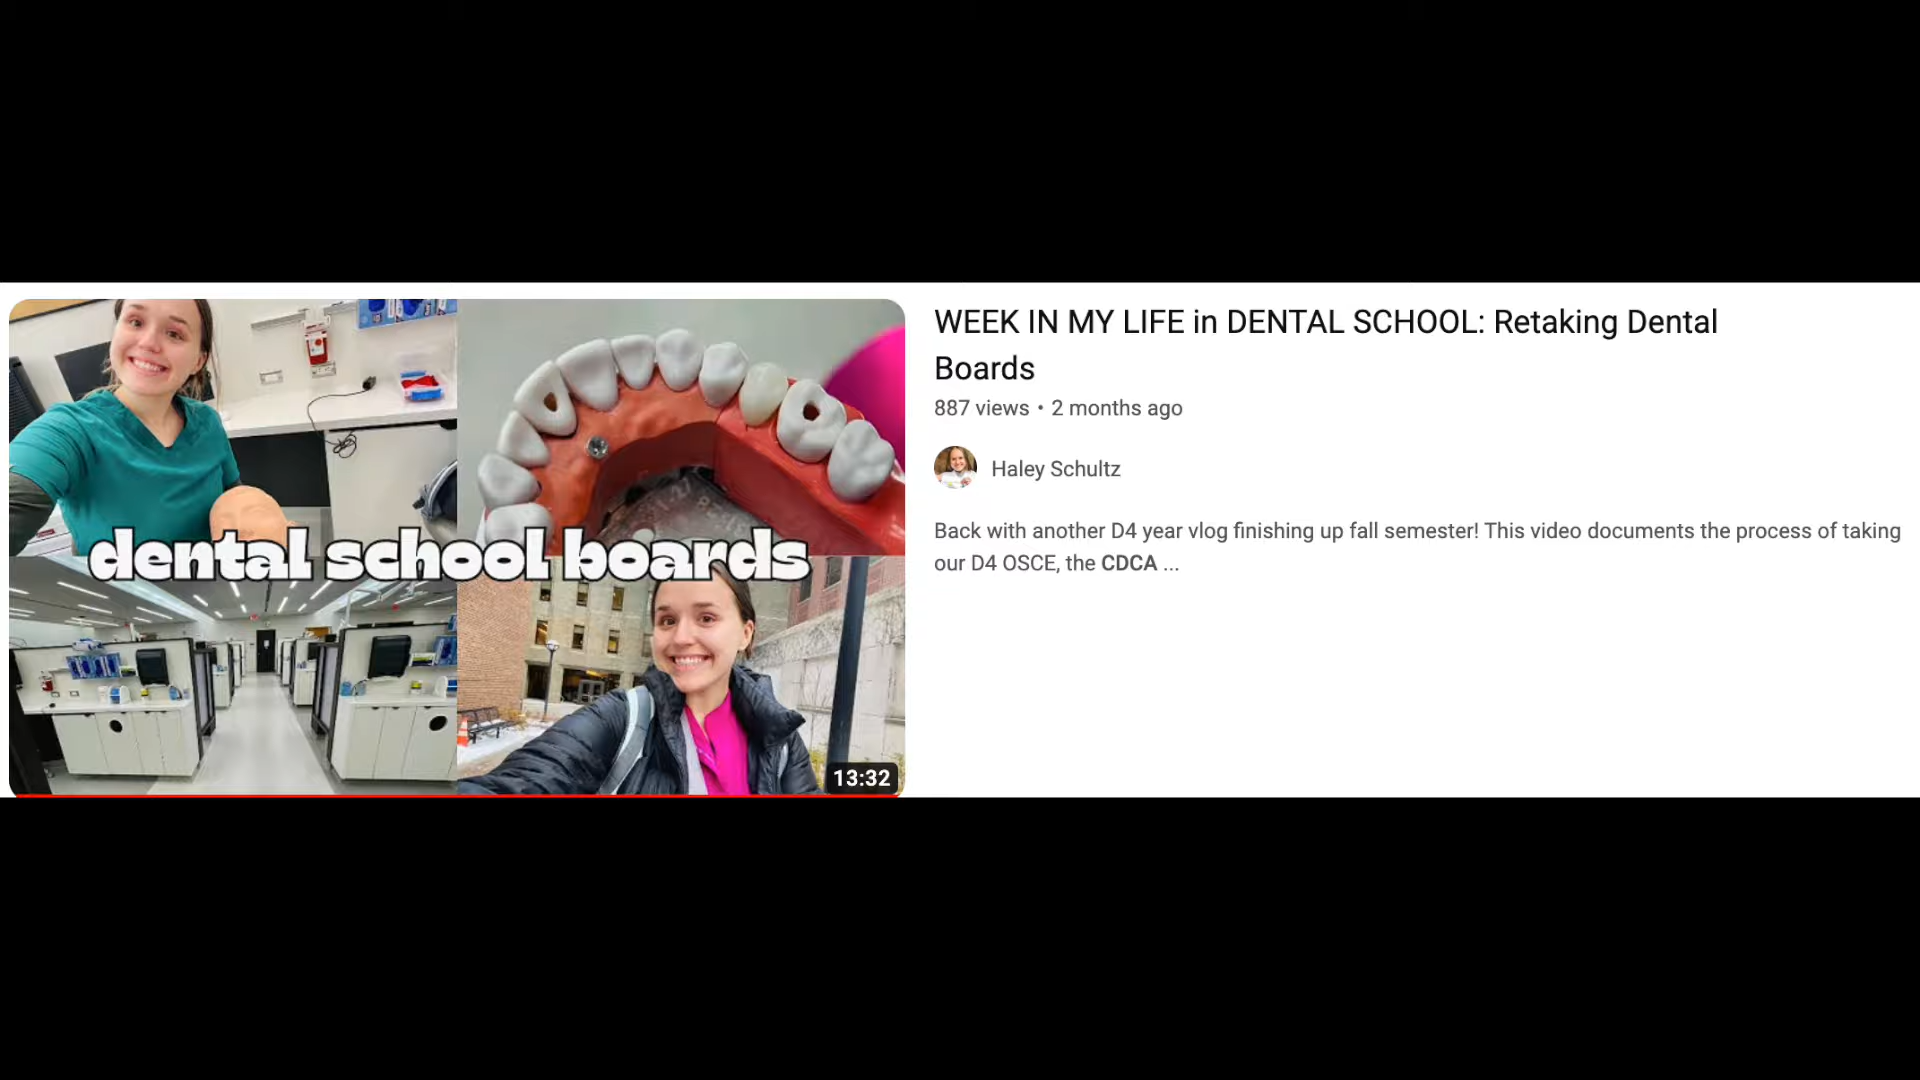 dental school boards
13:32
WEEK IN MY LIFE in DENTAL SCHOOL: Retaking Dental
Boards
887 views • 2 months ago
Haley Schultz
Back with another D4 year vlog finishing up fall semester! This video documents the process of taking
our D4 OSCE, the CDCA ...